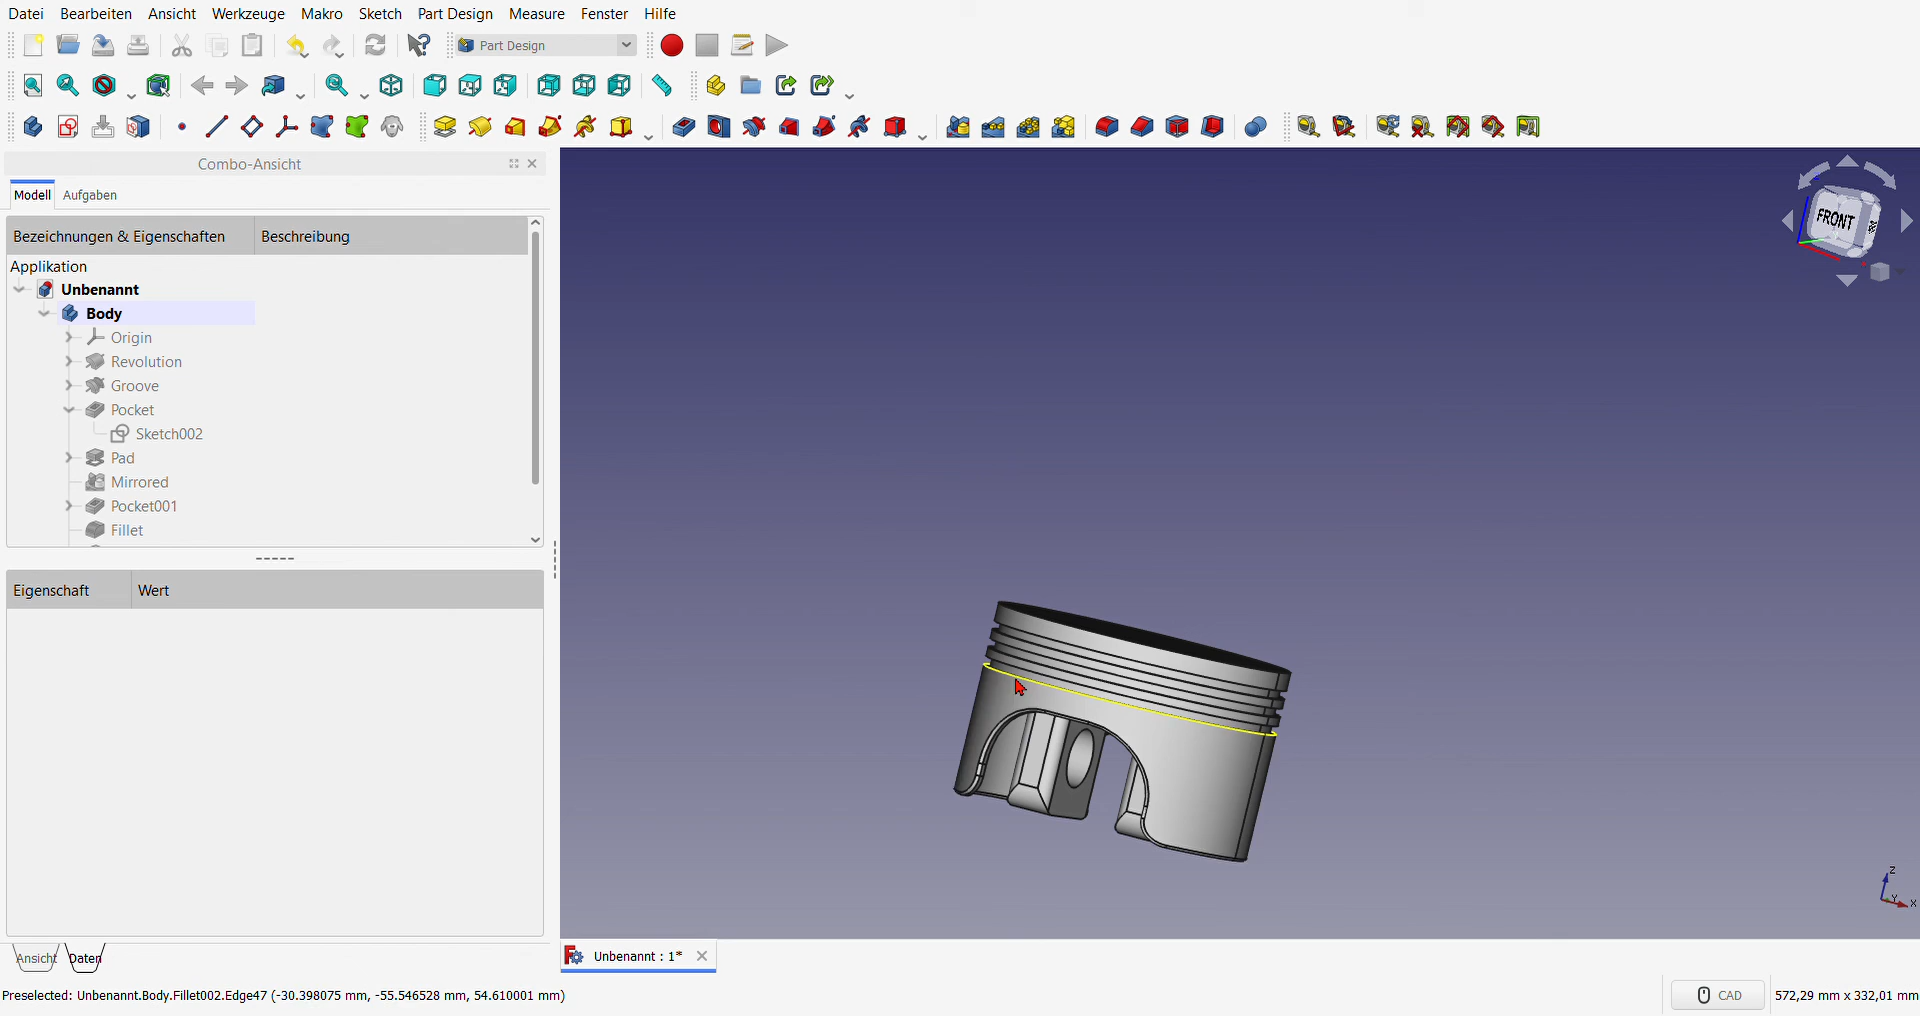 Datei Bearbeiten Ansicht Werkzeuge Makro Sketch Part Design Measure Fenster Hilfe
Part Design
Combo-Ansicht
Modell Aufgaben
Bezeichnungen & Eigenschaften Beschreibung
Applikation
Unbenannt
Body
Origin
Revolution
Groove
Pocket
Sketch002
Pad
Mirrored
Pocket001
Fillet
Eigenschaft Wert
Ansicht Daten
FRONT
Z
Y
X
Unbenannt : 1*
Preselected: Unbenannt.Body.Fillet002.Edge47 (-30.398075 mm, -55.546528 mm, 54.610001 mm)
CAD
572,29 mm x 332,01 mm